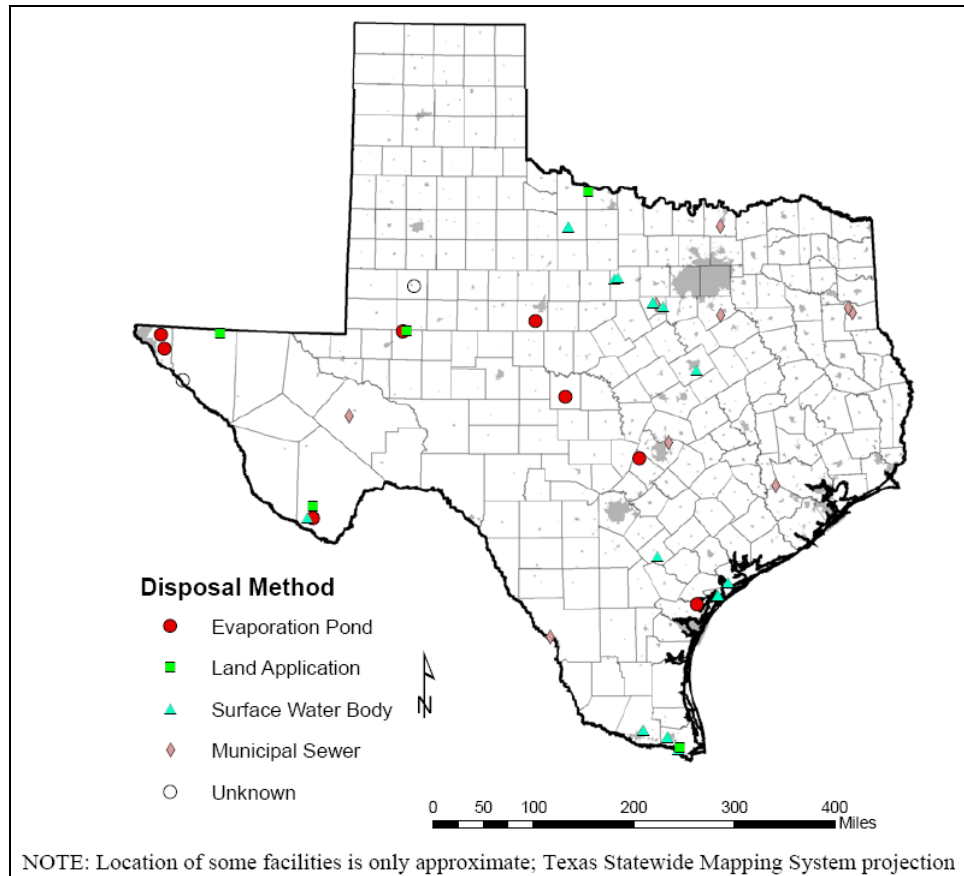 Disposal Method
Evaporation Pond
Land Application
Surface Water Body
Municipal Sewer
Unknown
N
0 50 100 200 300 400
Miles
NOTE: Location of some facilities is only approximate; Texas Statewide Mapping System projection